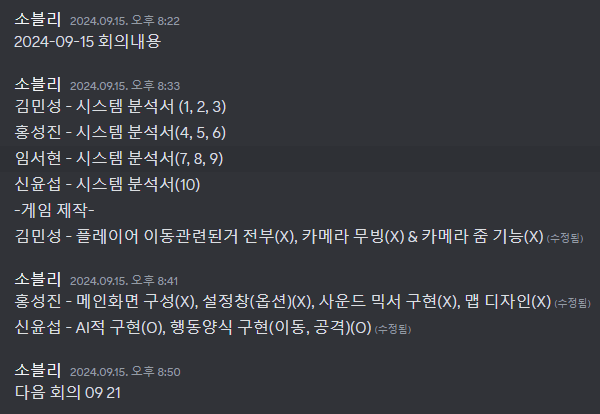 소블리 2024.09.15. 오후 8:22
2024-09-15 회의내용
소블리 2024.09.15. 오후 8:33
김민성 - 시스템 분석서 (1, 2, 3)
홍성진 - 시스템 분석서(4, 5, 6)
임서현 - 시스템 분석서(7, 8, 9)
신윤섭 - 시스템 분석서(10)
-게임 제작-
김민성 - 플레이어 이동관련된거 전부(X), 카메라 무빙(X) & 카메라 줌 기능(X) (수정됨)
소블리 2024.09.15. 오후 8:41
홍성진 - 메인화면 구성(X), 설정창(옵션)(X), 사운드 믹서 구현(X), 맵 디자인(X) (수정됨)
신윤섭 - AI적 구현(O), 행동양식 구현(이동, 공격)(O) (수정됨)
소블리 2024.09.15. 오후 8:50
다음 회의 09 21